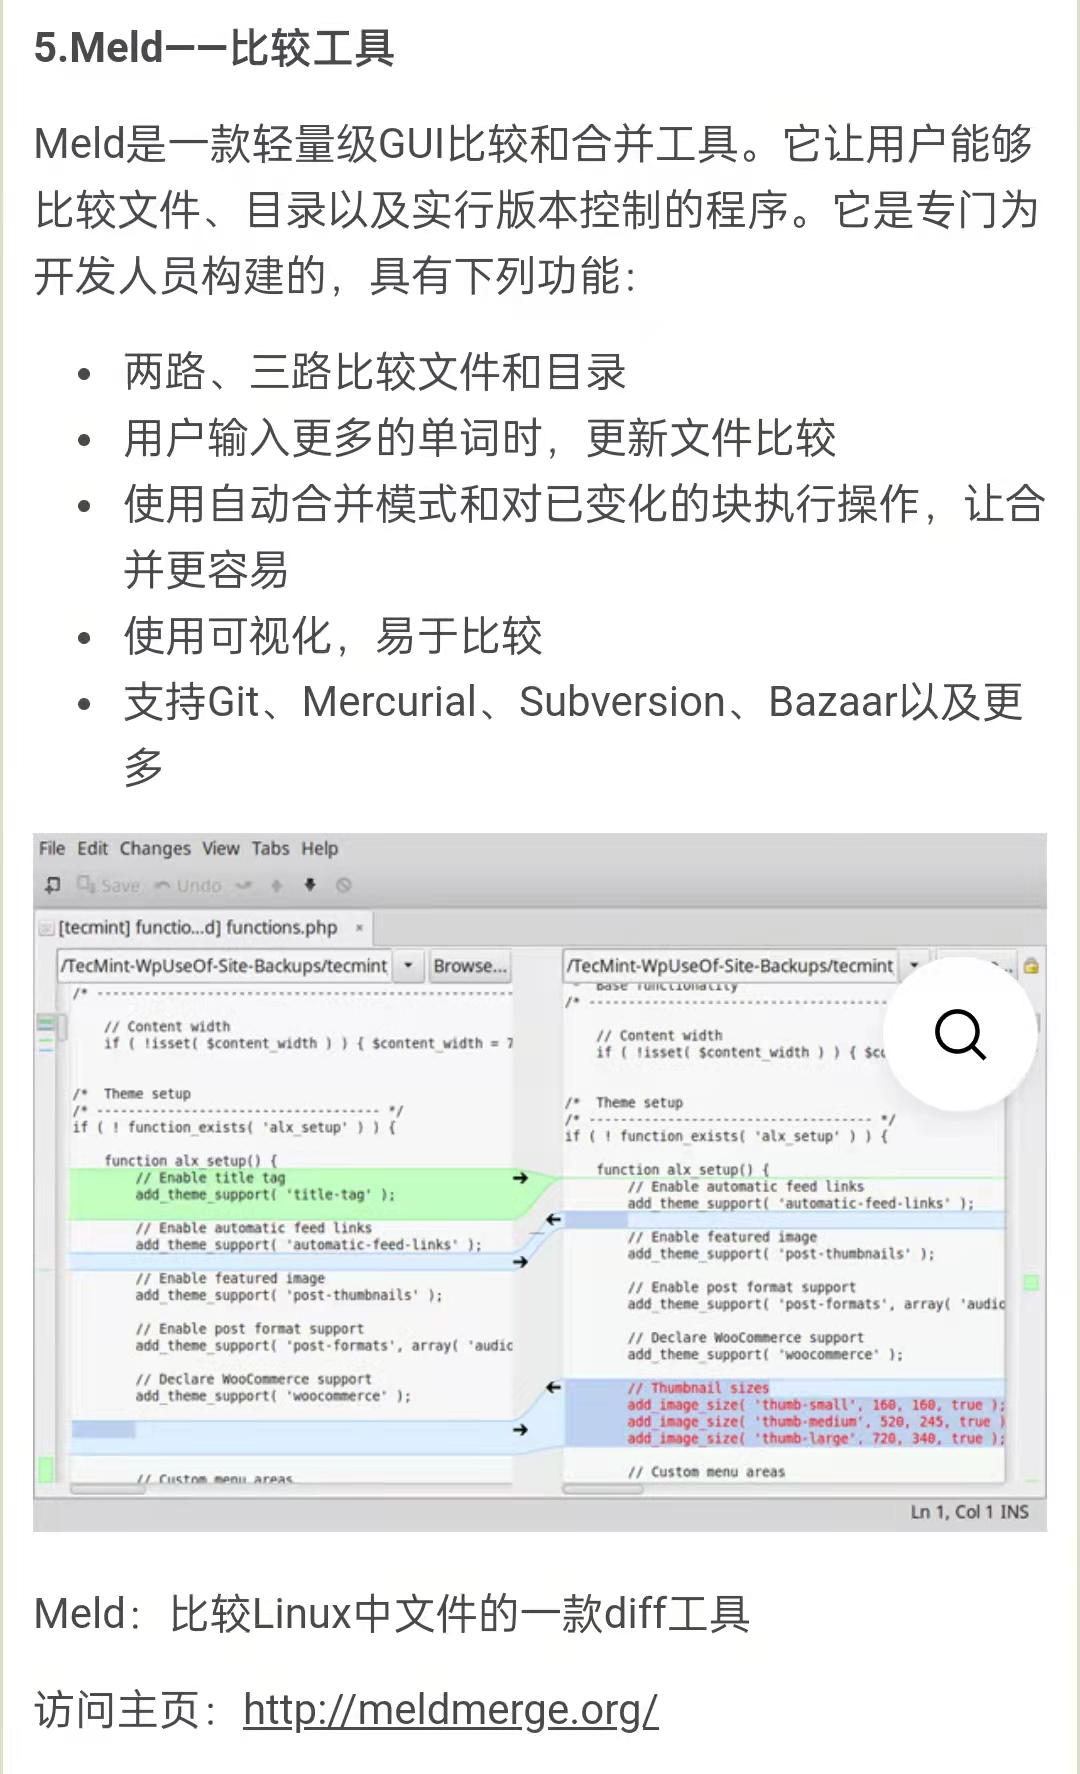 5.Meld——比较工具
Meld是一款轻量级GUI比较和合并工具。它让用户能够
比较文件、目录以及实行版本控制的程序。它是专门为
开发人员构建的，具有下列功能：
• 两路、三路比较文件和目录
• 用户输入更多的单词时，更新文件比较
• 使用自动合并模式和对已变化的块执行操作，让合
并更容易
• 使用可视化，易于比较
• 支持Git、Mercurial、Subversion、Bazaar以及更
多
File Edit Changes View Tabs Help
Save Undo
[tecmint] functio...d] functions.php ×
/TecMint-WpUseOf-Site-Backups/tecmint Browse...
/* -----------------------------------------
// Content width
if ( !isset( $content_width ) ) { $content_width = 7
/* Theme setup
/* ------------------------------------ */
if ( ! function_exists( 'alx_setup' ) ) {
function alx_setup() {
// Enable title tag
add_theme_support( 'title-tag' );
// Enable automatic feed links
add_theme_support( 'automatic-feed-links' );
// Enable featured image
add_theme_support( 'post-thumbnails' );
// Enable post format support
add_theme_support( 'post-formats', array( 'audic
// Declare WooCommerce support
add_theme_support( 'woocommerce' );
// Custom menu areas
/TecMint-WpUseOf-Site-Backups/tecmint
* Base functionality
/* -----------------------------------------
// Content width
if ( !isset( $content_width ) ) { $cc
/* Theme setup
/* ------------------------------------ */
if ( ! function_exists( 'alx_setup' ) ) {
function alx_setup() {
// Enable automatic feed links
add_theme_support( 'automatic-feed-links' );
// Enable featured image
add_theme_support( 'post-thumbnails' );
// Enable post format support
add_theme_support( 'post-formats', array( 'audic
// Declare WooCommerce support
add_theme_support( 'woocommerce' );
// Thumbnail sizes
add_image_size( 'thumb-small', 160, 160, true );
add_image_size( 'thumb-medium', 520, 245, true )
add_image_size( 'thumb-large', 720, 340, true );
// Custom menu areas
Ln 1, Col 1 INS
Meld：比较Linux中文件的一款diff工具
访问主页：http://meldmerge.org/